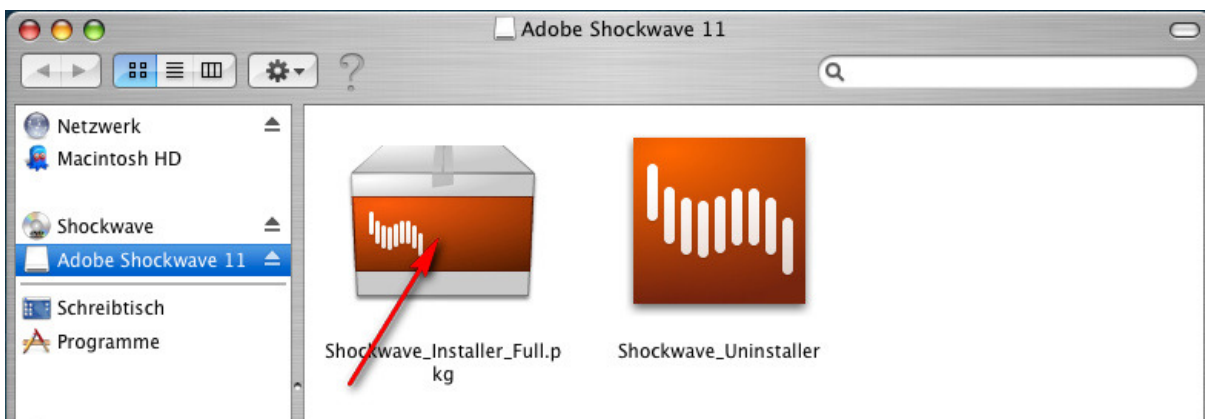 Adobe Shockwave 11
Netzwerk
Macintosh HD
Shockwave
Adobe Shockwave 11
Schreibtisch
Programme
Shockwave_Installer_Full.p
kg
Shockwave_Uninstaller